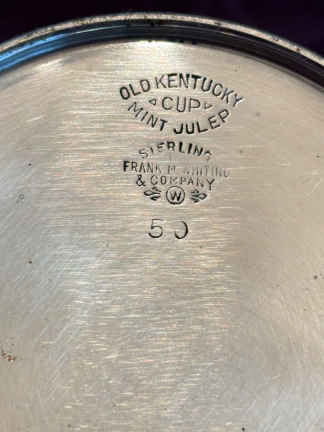 OLD KENTUCKY
CUP
MINT JULEP
STERLING
FRANK M. WHITING
& COMPANY
W
50